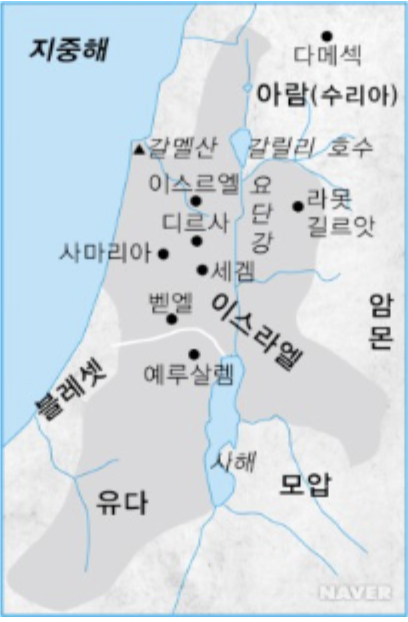 지중해
다메섹
아람(수리아)
갈멜산
갈릴리 호수
이스르엘
요단강
라못
길르앗
디르사
사마리아
세겜
벧엘
이스라엘
암몬
예루살렘
블레셋
사해
모압
유다
NAVER